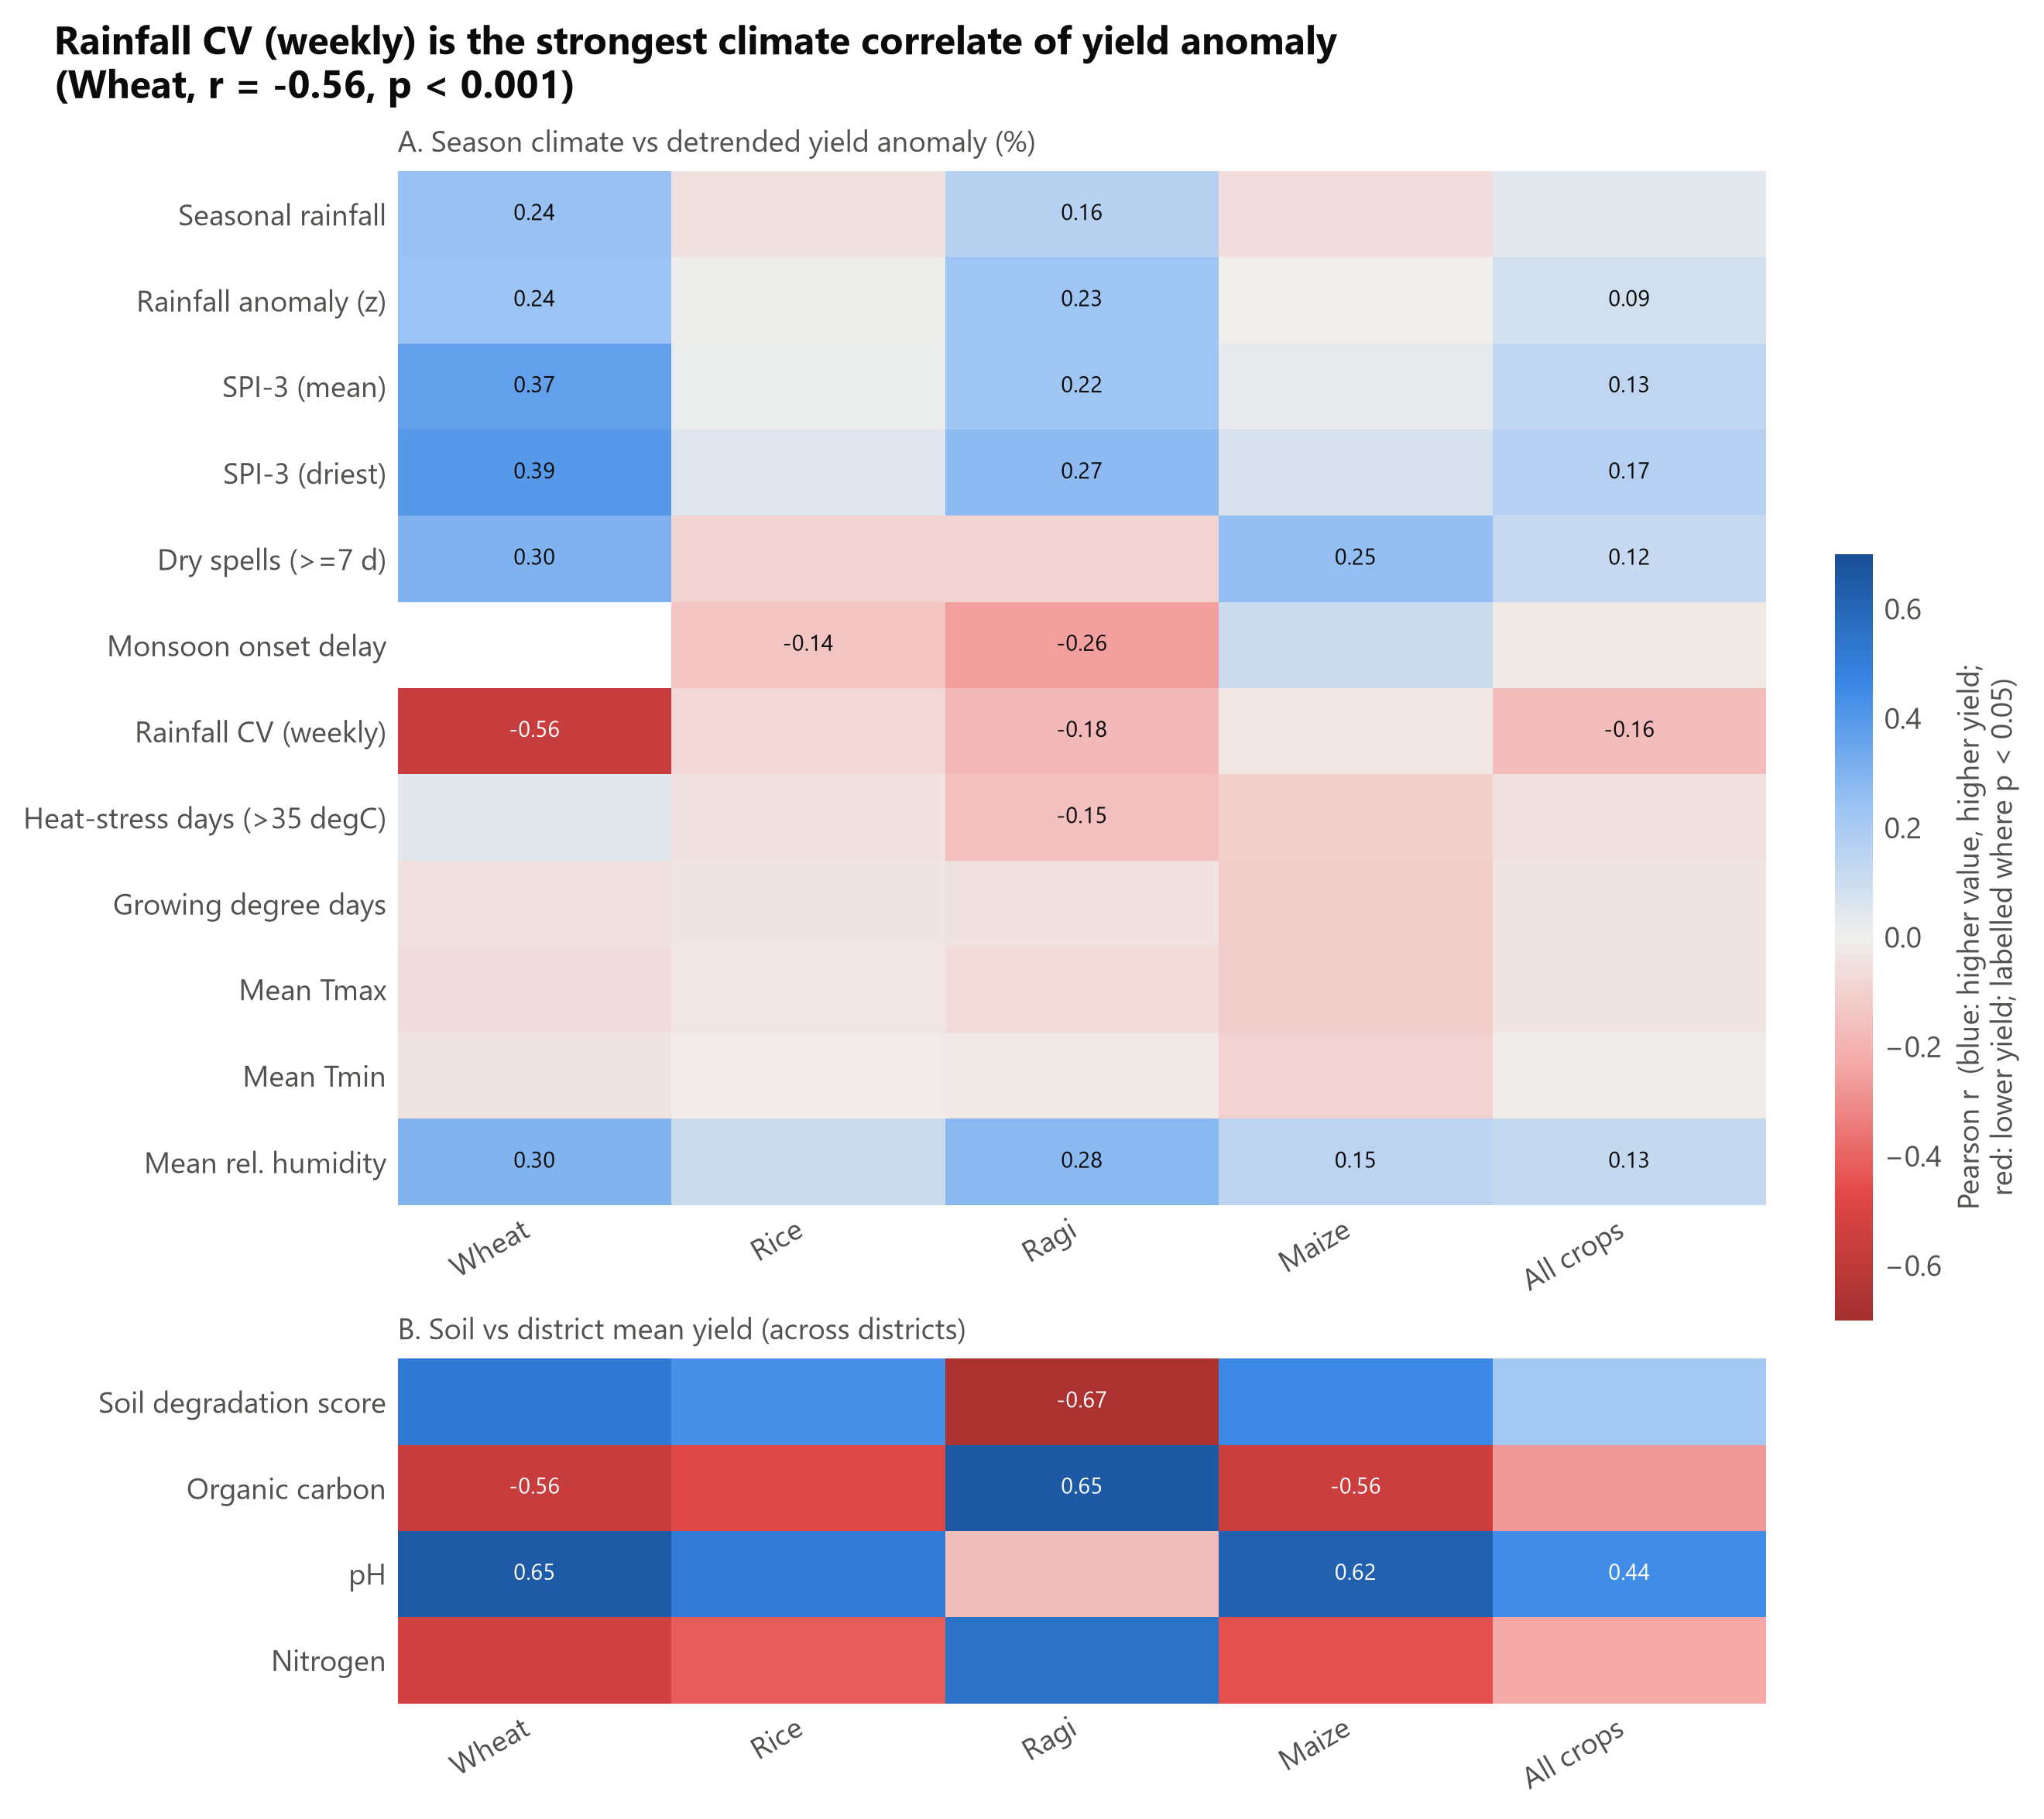 Rainfall CV (weekly) is the strongest climate correlate of yield anomaly
(Wheat, r = -0.56, p < 0.001)
A. Season climate vs detrended yield anomaly (%)
Seasonal rainfall 0.24 0.16
Rainfall anomaly (z) 0.24 0.23 0.09
SPI-3 (mean) 0.37 0.22 0.13
SPI-3 (driest) 0.39 0.27 0.17
Dry spells (>=7 d) 0.30 0.25 0.12
Monsoon onset delay -0.14 -0.26
Rainfall CV (weekly) -0.56 -0.18 -0.16
Heat-stress days (>35 degC) -0.15
Growing degree days
Mean Tmax
Mean Tmin
Mean rel. humidity 0.30 0.28 0.15 0.13
Wheat Rice Ragi Maize All crops
B. Soil vs district mean yield (across districts)
Soil degradation score -0.67
Organic carbon -0.56 0.65 -0.56
pH 0.65 0.62 0.44
Nitrogen
Wheat Rice Ragi Maize All crops
0.6
0.4
0.2
0.0
−0.2
−0.4
−0.6
Pearson r (blue: higher value, higher yield;
red: lower yield; labelled where p < 0.05)